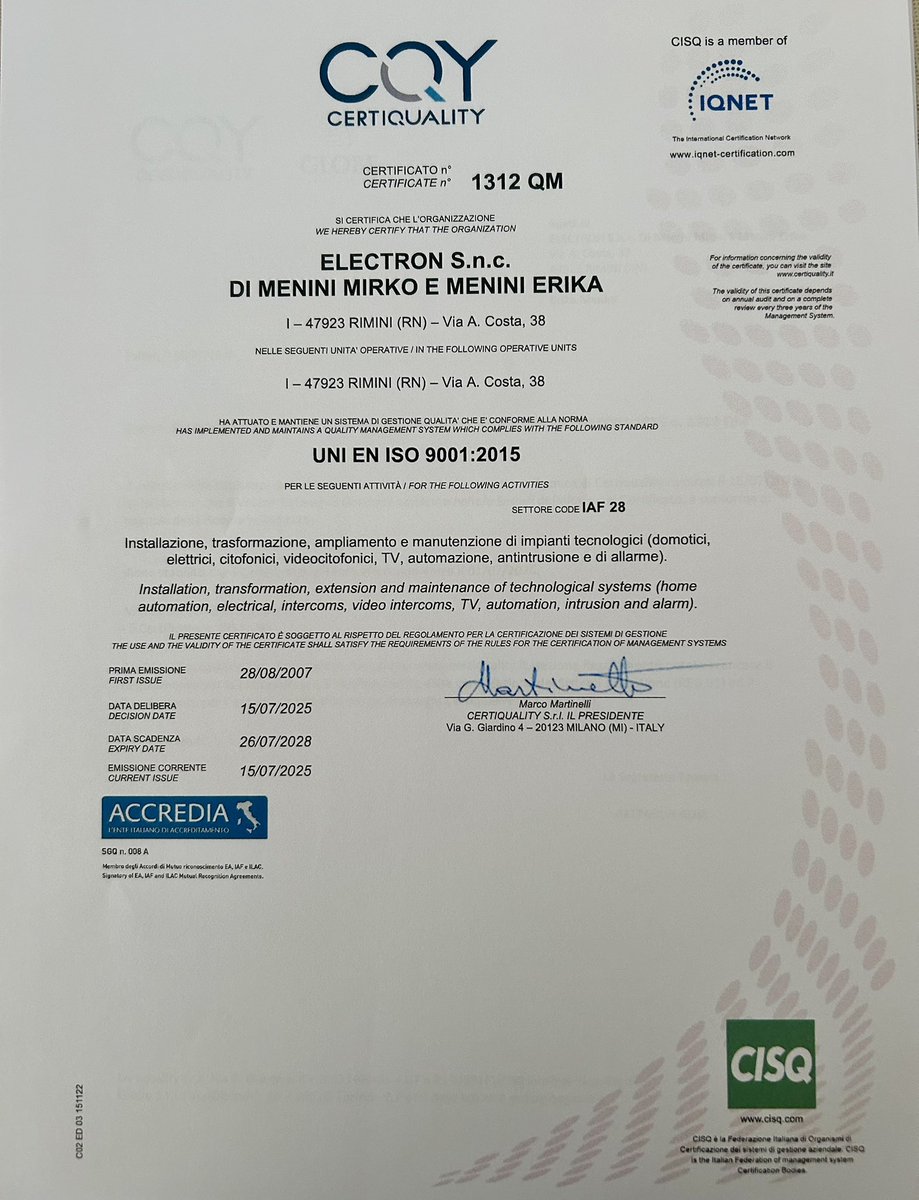 CQY
CERTIQUALITY
CISQ is a member of
IQNET
The International Certification Network
www.iqnet-certification.com
CERTIFICATO n°
CERTIFICATE n°
1312 QM
SI CERTIFICA CHE L'ORGANIZZAZIONE
WE HEREBY CERTIFY THAT THE ORGANIZATION
ELECTRON S.n.c.
DI MENINI MIRKO E MENINI ERIKA
For information concerning the validity
of the certificate, you can visit the site
www.certiquality.it
The validity of this certificate depends
on annual audit and on a complete
review every three years of the
Management System.
I – 47923 RIMINI (RN) – Via A. Costa, 38
NELLE SEGUENTI UNITA' OPERATIVE / IN THE FOLLOWING OPERATIVE UNITS
I – 47923 RIMINI (RN) – Via A. Costa, 38
HA ATTUATO E MANTIENE UN SISTEMA DI GESTIONE QUALITA' CHE E' CONFORME ALLA NORMA
HAS IMPLEMENTED AND MAINTAINS A QUALITY MANAGEMENT SYSTEM WHICH COMPLIES WITH THE FOLLOWING STANDARD
UNI EN ISO 9001:2015
PER LE SEGUENTI ATTIVITÀ / FOR THE FOLLOWING ACTIVITIES
SETTORE CODE IAF 28
Installazione, trasformazione, ampliamento e manutenzione di impianti tecnologici (domotici,
elettrici, citofonici, videocitofonici, TV, automazione, antintrusione e di allarme).
Installation, transformation, extension and maintenance of technological systems (home
automation, electrical, intercoms, video intercoms, TV, automation, intrusion and alarm).
IL PRESENTE CERTIFICATO È SOGGETTO AL RISPETTO DEL REGOLAMENTO PER LA CERTIFICAZIONE DEI SISTEMI DI GESTIONE
THE USE AND THE VALIDITY OF THE CERTIFICATE SHALL SATISFY THE REQUIREMENTS OF THE RULES FOR THE CERTIFICATION OF MANAGEMENT SYSTEMS
PRIMA EMISSIONE
FIRST ISSUE
28/08/2007
DATA DELIBERA
DECISION DATE
15/07/2025
DATA SCADENZA
EXPIRY DATE
26/07/2028
EMISSIONE CORRENTE
CURRENT ISSUE
15/07/2025
Martinelli
Marco Martinelli
CERTIQUALITY S.r.l. IL PRESIDENTE
Via G. Giardino 4 – 20123 MILANO (MI) - ITALY
ACCREDIA
L'ENTE ITALIANO DI ACCREDITAMENTO
SGQ n. 008 A
Membro degli Accordi di Mutuo riconoscimento EA, IAF e ILAC.
Signatory of EA, IAF and ILAC Mutual Recognition Agreements.
C02 ED 03 151122
CISQ
www.cisq.com
CISQ è la Federazione Italiana di Organismi di
Certificazione dei sistemi di gestione aziendale. CISQ
is the Italian Federation of management system
Certification Bodies.